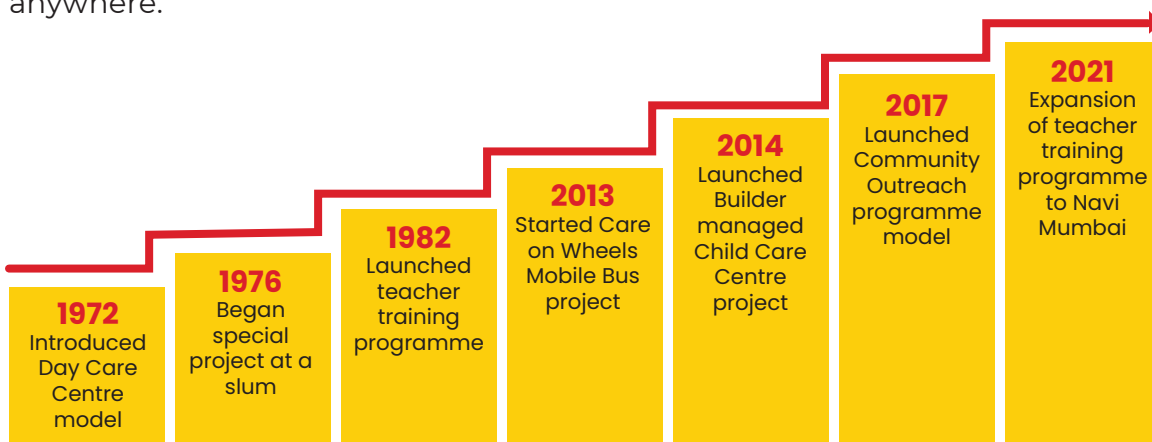 anywhere.
1972
Introduced
Day Care
Centre
model
1976
Began
special
project at a
slum
1982
Launched
teacher
training
programme
2013
Started Care
on Wheels
Mobile Bus
project
2014
Launched
Builder
managed
Child Care
Centre
project
2017
Launched
Community
Outreach
programme
model
2021
Expansion
of teacher
training
programme
to Navi
Mumbai